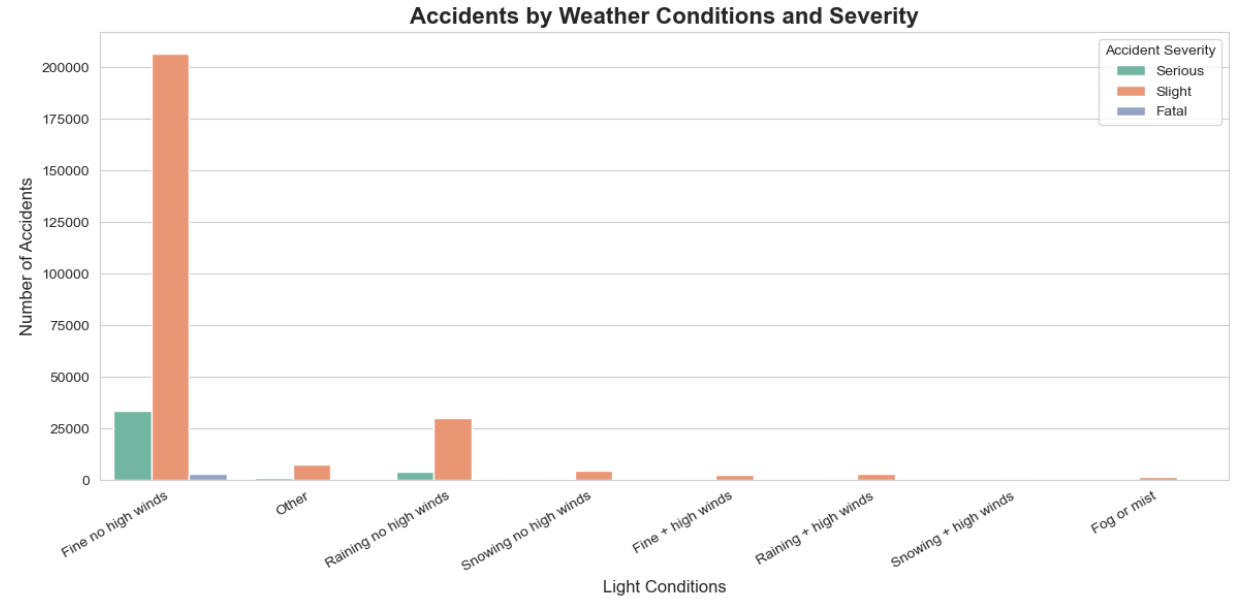 Accidents by Weather Conditions and Severity
Accident Severity
Serious
Slight
Fatal
Number of Accidents
200000
175000
150000
125000
100000
75000
50000
25000
0
Fine no high winds
Other
Raining no high winds
Snowing no high winds
Fine + high winds
Raining + high winds
Snowing + high winds
Fog or mist
Light Conditions